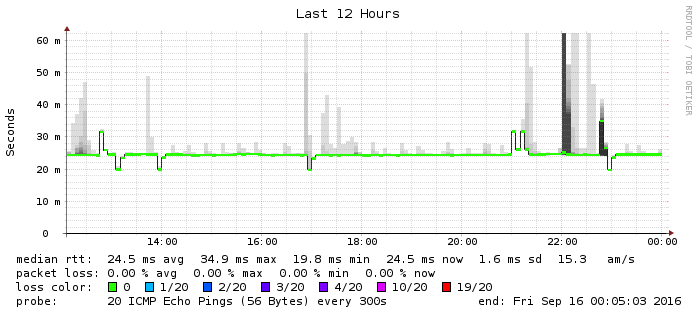 Last 12 Hours
RRDTOOL / TOBI OETIKER
Seconds
60 m
50 m
40 m
30 m
20 m
10 m
0
14:00 16:00 18:00 20:00 22:00 00:00
median rtt: 24.5 ms avg 34.9 ms max 19.8 ms min 24.5 ms now 1.6 ms sd 15.3 am/s
packet loss: 0.00 % avg 0.00 % max 0.00 % min 0.00 % now
loss color: 0 1/20 2/20 3/20 4/20 10/20 19/20
probe: 20 ICMP Echo Pings (56 Bytes) every 300s end: Fri Sep 16 00:05:03 2016